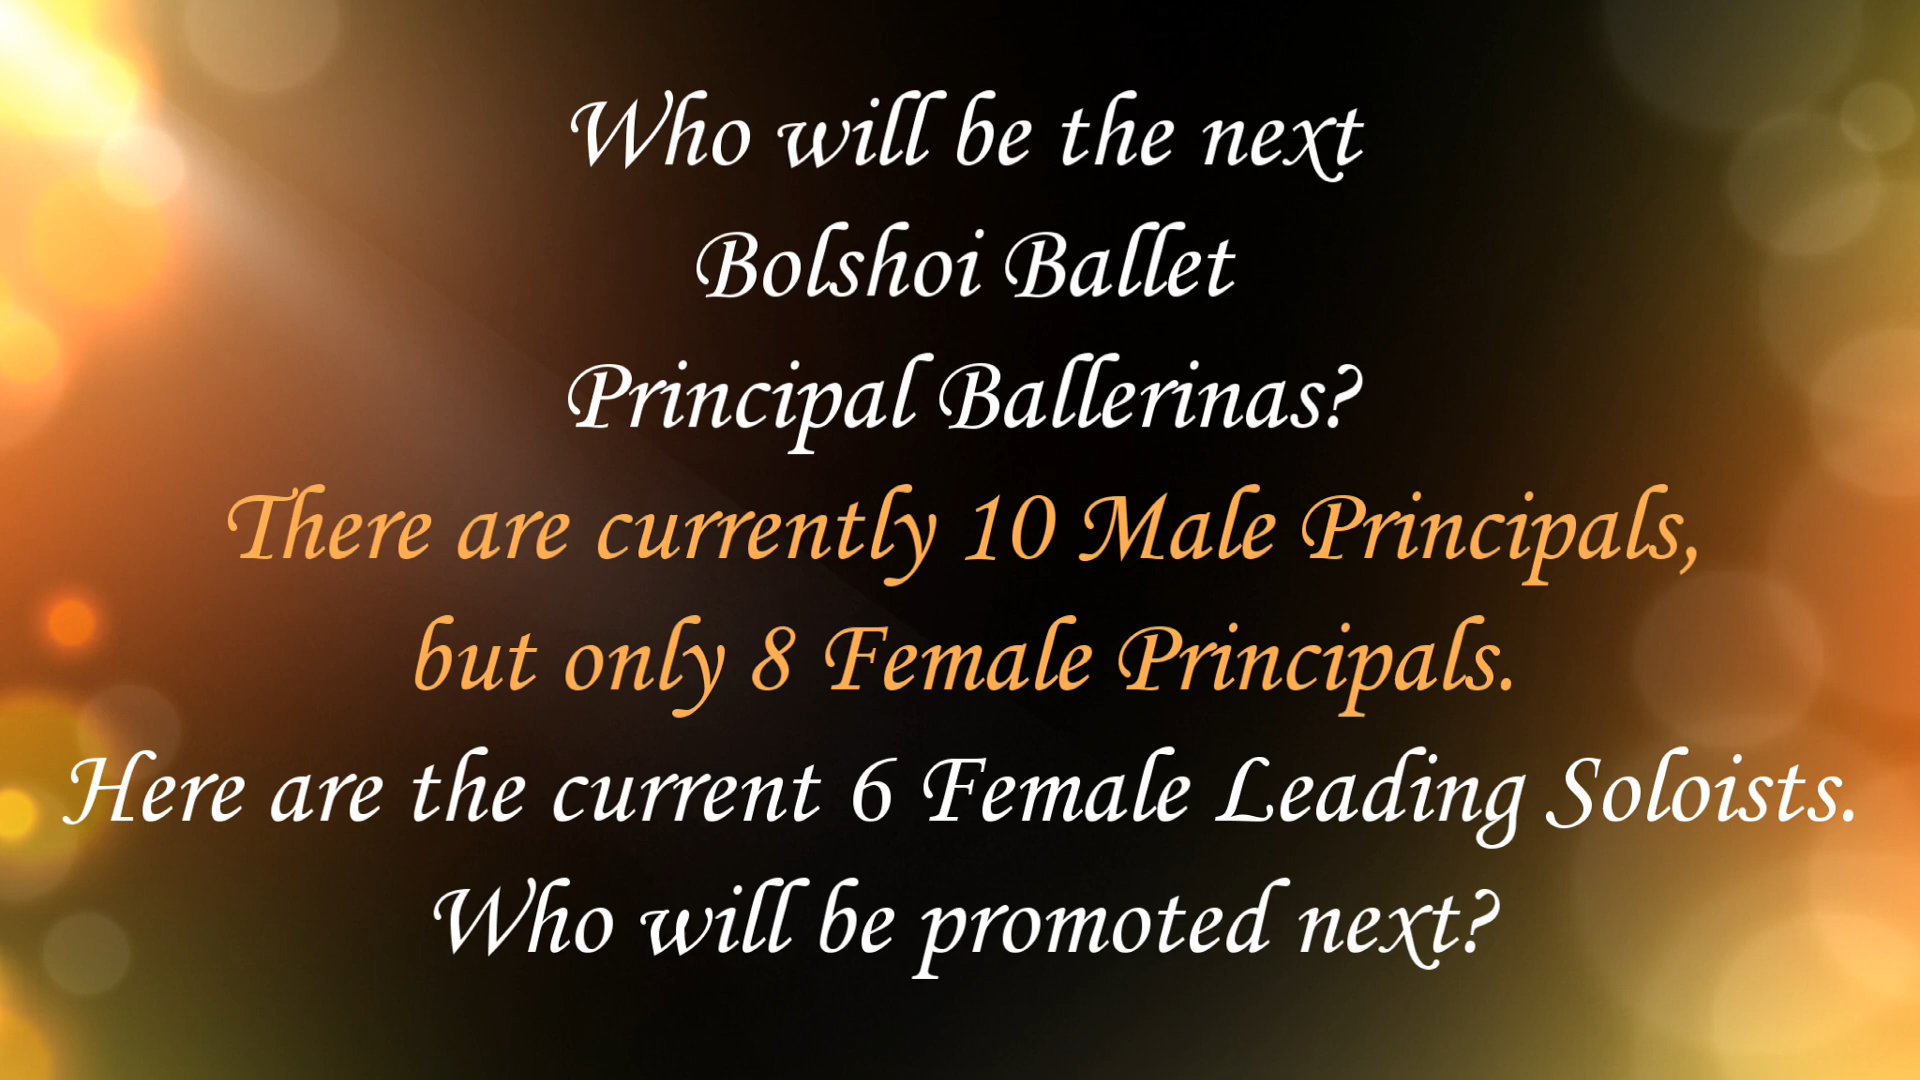 Who will be the next
Bolshoi Ballet
Principal Ballerinas?
There are currently 10 Male Principals,
but only 8 Female Principals.
Here are the current 6 Female Leading Soloists.
Who will be promoted next?